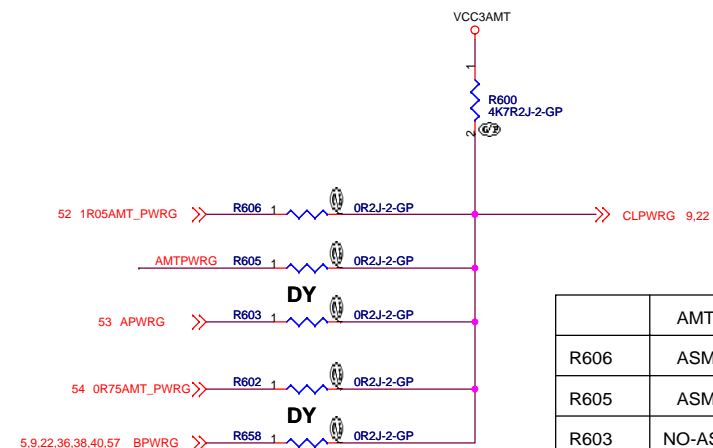 VCC3AMT
1
R600
4K7R2J-2-GP
2
52 1R05AMT_PWRG R606 1 0R2J-2-GP CLPWRG 9,22
AMTPWRG R605 1 0R2J-2-GP
DY
53 APWRG R603 1 0R2J-2-GP
54 0R75AMT_PWRG R602 1 0R2J-2-GP
DY
5,9,22,36,38,40,57 BPWRG R658 1 0R2J-2-GP
AMT
R606 ASM
R605 ASM
R603 NO-AS